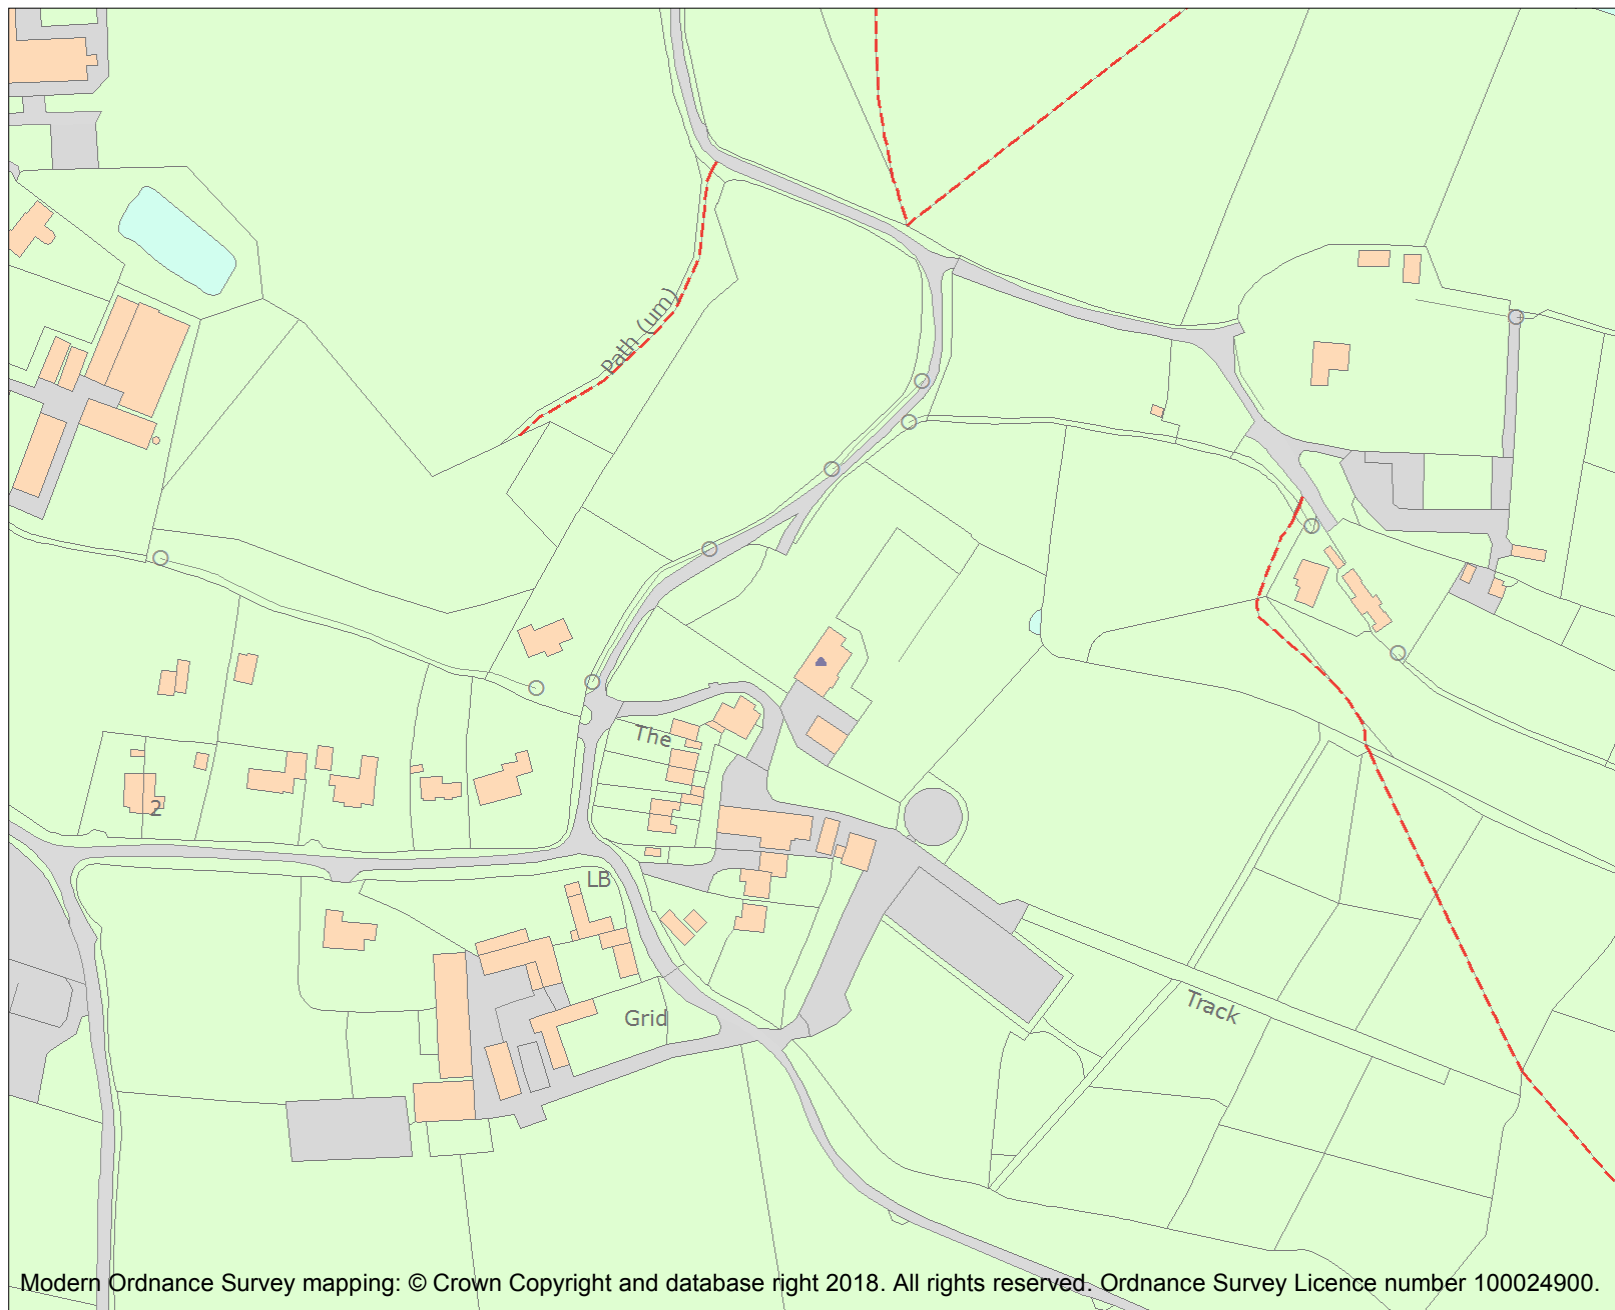 Path (um)
The
2
LB
Grid
Track
Modern Ordnance Survey mapping: © Crown Copyright and database right 2018. All rights reserved. Ordnance Survey Licence number 100024900.